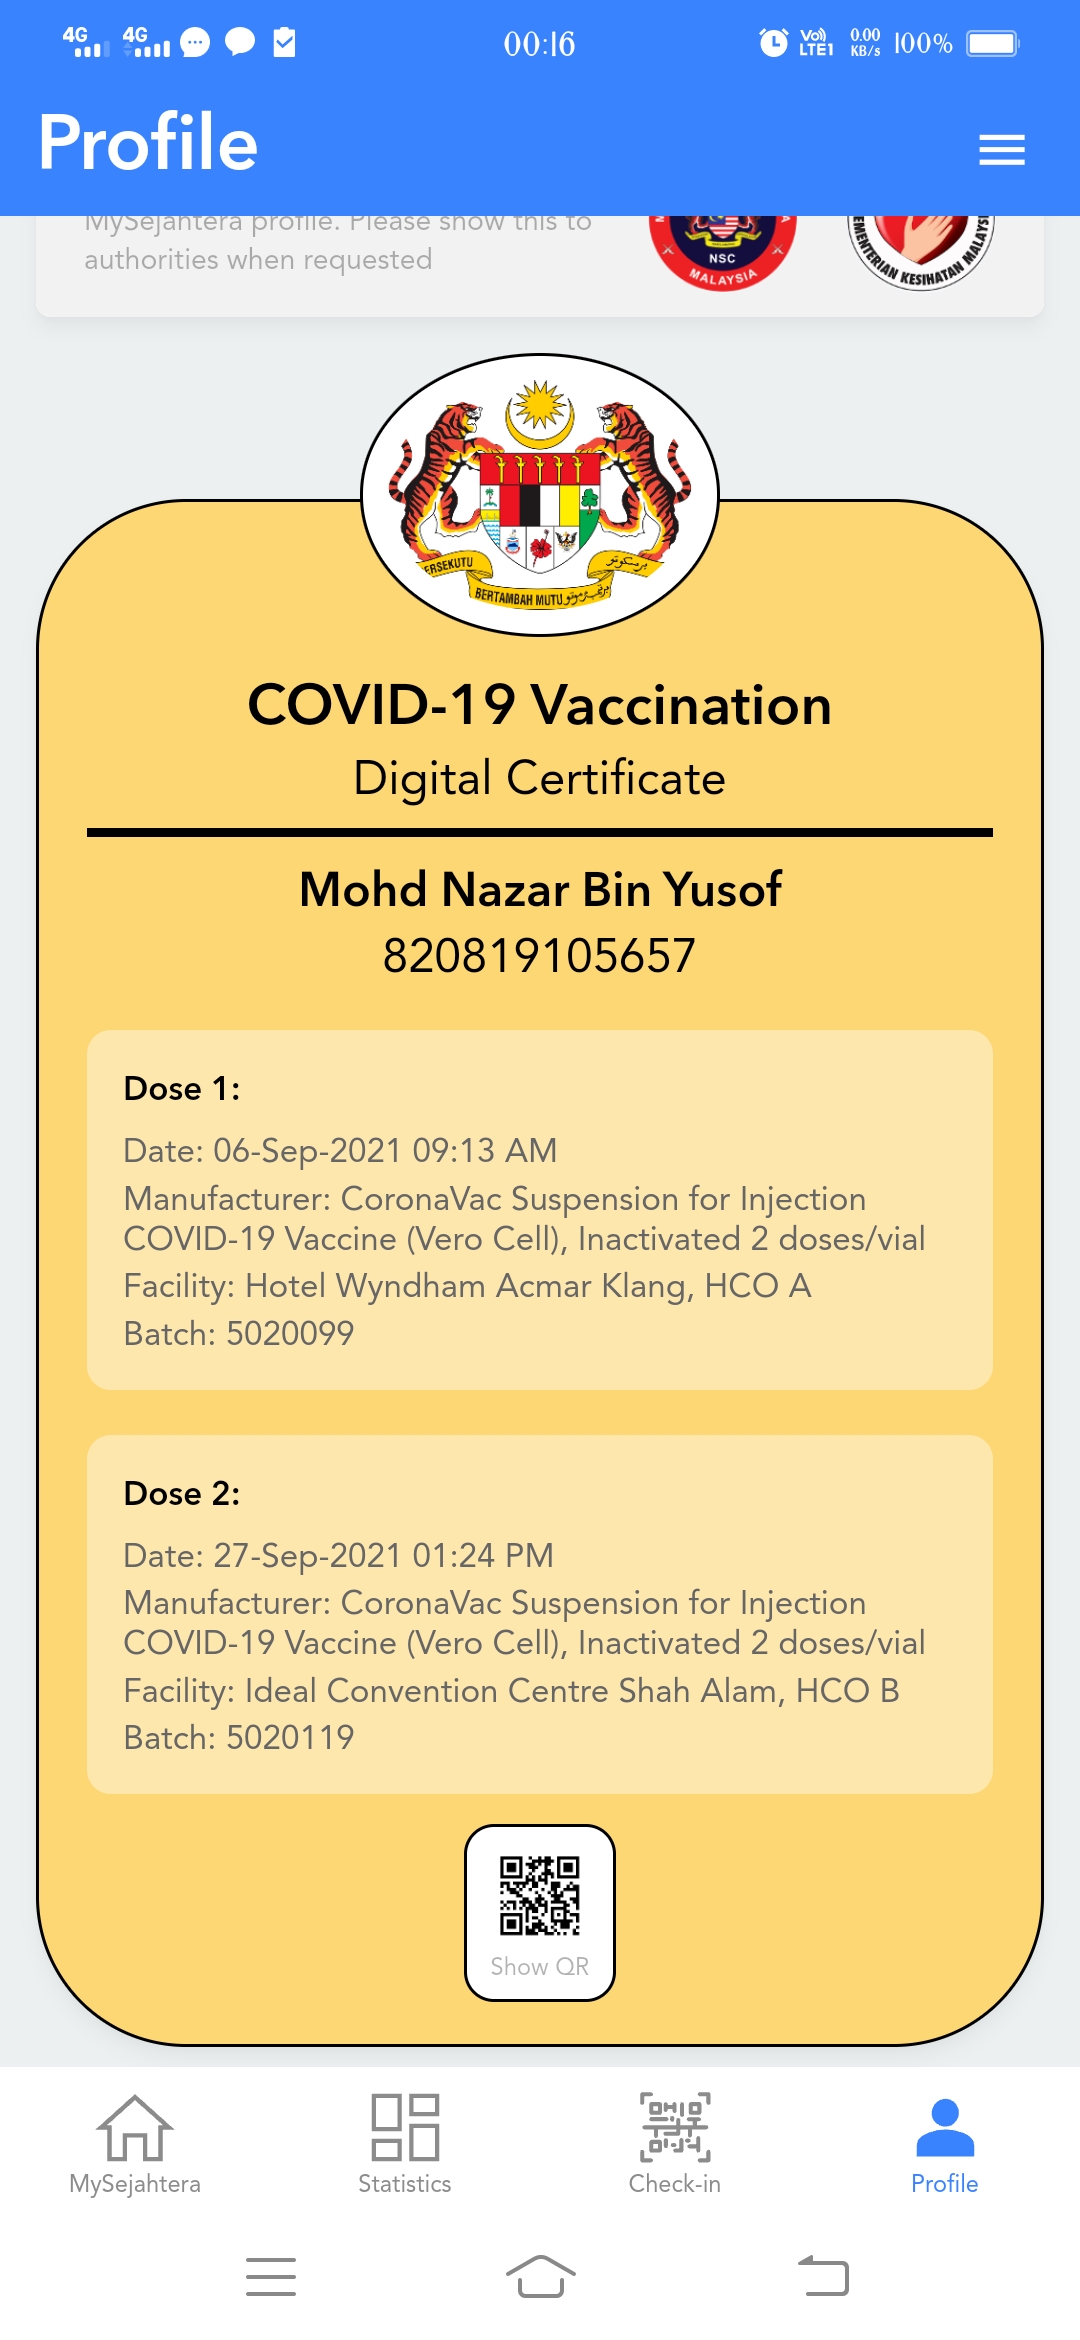 4G 4G 00:16 Vo) LTE1 0.00 KB/s 100%
Profile
MySejahtera profile. Please show this to
authorities when requested
NSC
MALAYSIA
KEMENTERIAN KESIHATAN MALAYSIA
ERSEKUTU
BERTAMBAH MUTU
COVID-19 Vaccination
Digital Certificate
Mohd Nazar Bin Yusof
820819105657
Dose 1:
Date: 06-Sep-2021 09:13 AM
Manufacturer: CoronaVac Suspension for Injection
COVID-19 Vaccine (Vero Cell), Inactivated 2 doses/vial
Facility: Hotel Wyndham Acmar Klang, HCO A
Batch: 5020099
Dose 2:
Date: 27-Sep-2021 01:24 PM
Manufacturer: CoronaVac Suspension for Injection
COVID-19 Vaccine (Vero Cell), Inactivated 2 doses/vial
Facility: Ideal Convention Centre Shah Alam, HCO B
Batch: 5020119
Show QR
MySejahtera Statistics Check-in Profile